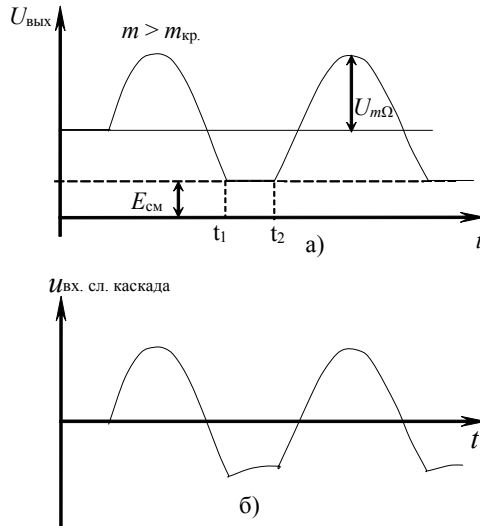 Uвых
m > mкр.
UmΩ
Eсм
t1 t2
t
а)
uвх. сл. каскада
t
б)